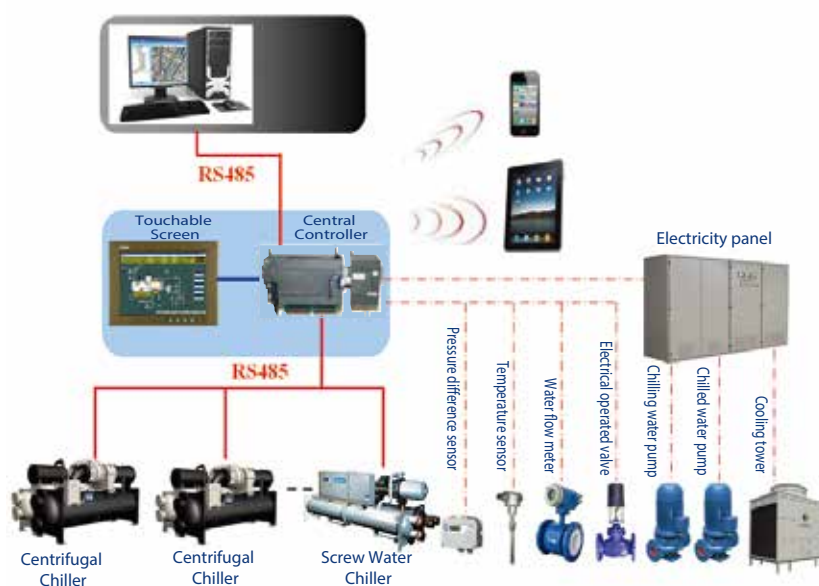 RS485
Touchable
Screen
Central
Controller
Electricity panel
RS485
Pressure difference sensor
Temperature sensor
Water flow meter
Electrical operated valve
Chilling water pump
Chilled water pump
Cooling tower
Centrifugal
Chiller
Centrifugal
Chiller
Screw Water
Chiller